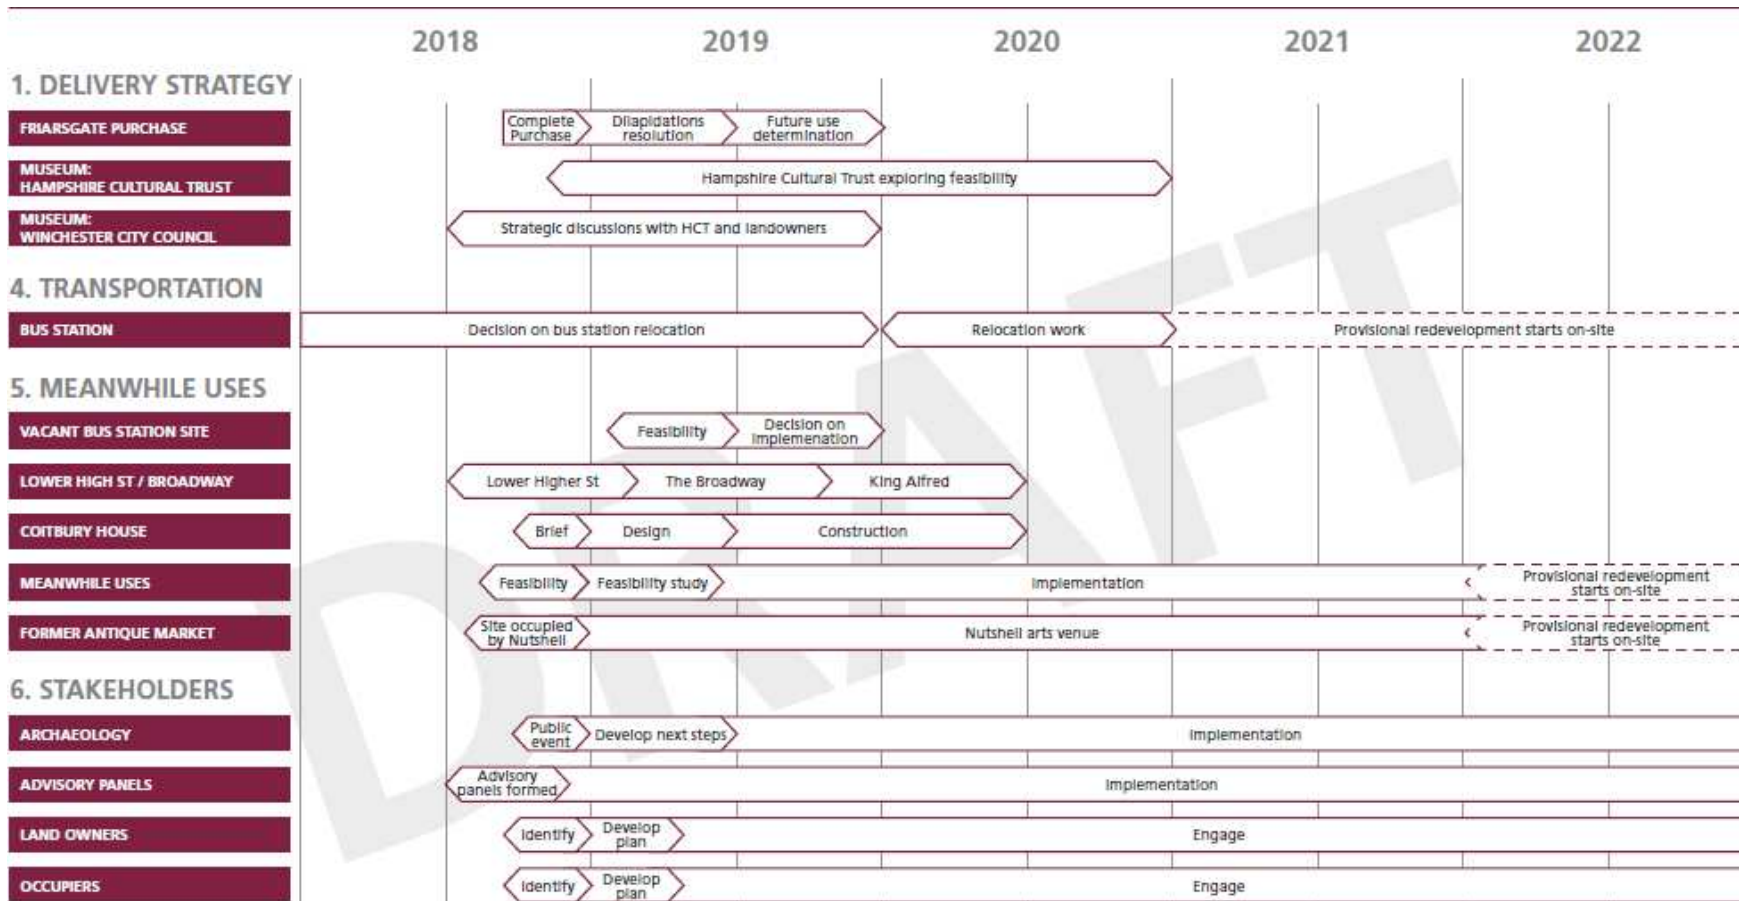 2018 2019 2020 2021 2022
1. DELIVERY STRATEGY
FRIARSGATE PURCHASE
Complete
Purchase
Dilapidations
resolution
Future use
determination
MUSEUM:
HAMPSHIRE CULTURAL TRUST
Hampshire Cultural Trust exploring feasibility
MUSEUM:
WINCHESTER CITY COUNCIL
Strategic discussions with HCT and landowners
4. TRANSPORTATION
BUS STATION
Decision on bus station relocation
Relocation work
Provisional redevelopment starts on-site
5. MEANWHILE USES
VACANT BUS STATION SITE
Feasibility
Decision on
implemenation
LOWER HIGH ST / BROADWAY
Lower Higher St
The Broadway
King Alfred
COITBURY HOUSE
Brief
Design
Construction
MEANWHILE USES
Feasibility
Feasibility study
Implementation
Provisional redevelopment
starts on-site
FORMER ANTIQUE MARKET
Site occupied
by Nutshell
Nutshell arts venue
Provisional redevelopment
starts on-site
6. STAKEHOLDERS
ARCHAEOLOGY
Public
event
Develop next steps
Implementation
ADVISORY PANELS
Advisory
panels formed
Implementation
LAND OWNERS
Identify
Develop
plan
Engage
OCCUPIERS
Identify
Develop
plan
Engage
DRAFT